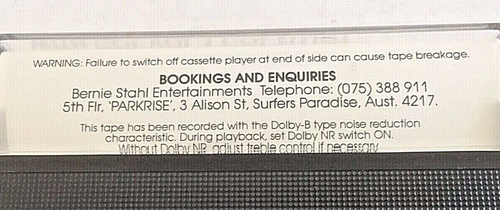 WARNING: Failure to switch off cassette player at end of side can cause tape breakage.
BOOKINGS AND ENQUIRIES
Bernie Stahl Entertainments Telephone: (075) 388 911
5th Flr, 'PARKRISE', 3 Alison St, Surfers Paradise, Aust. 4217.
This tape has been recorded with the Dolby-B type noise reduction
characteristic. During playback, set Dolby NR switch ON.
Without Dolby NR, adjust treble control if necessary